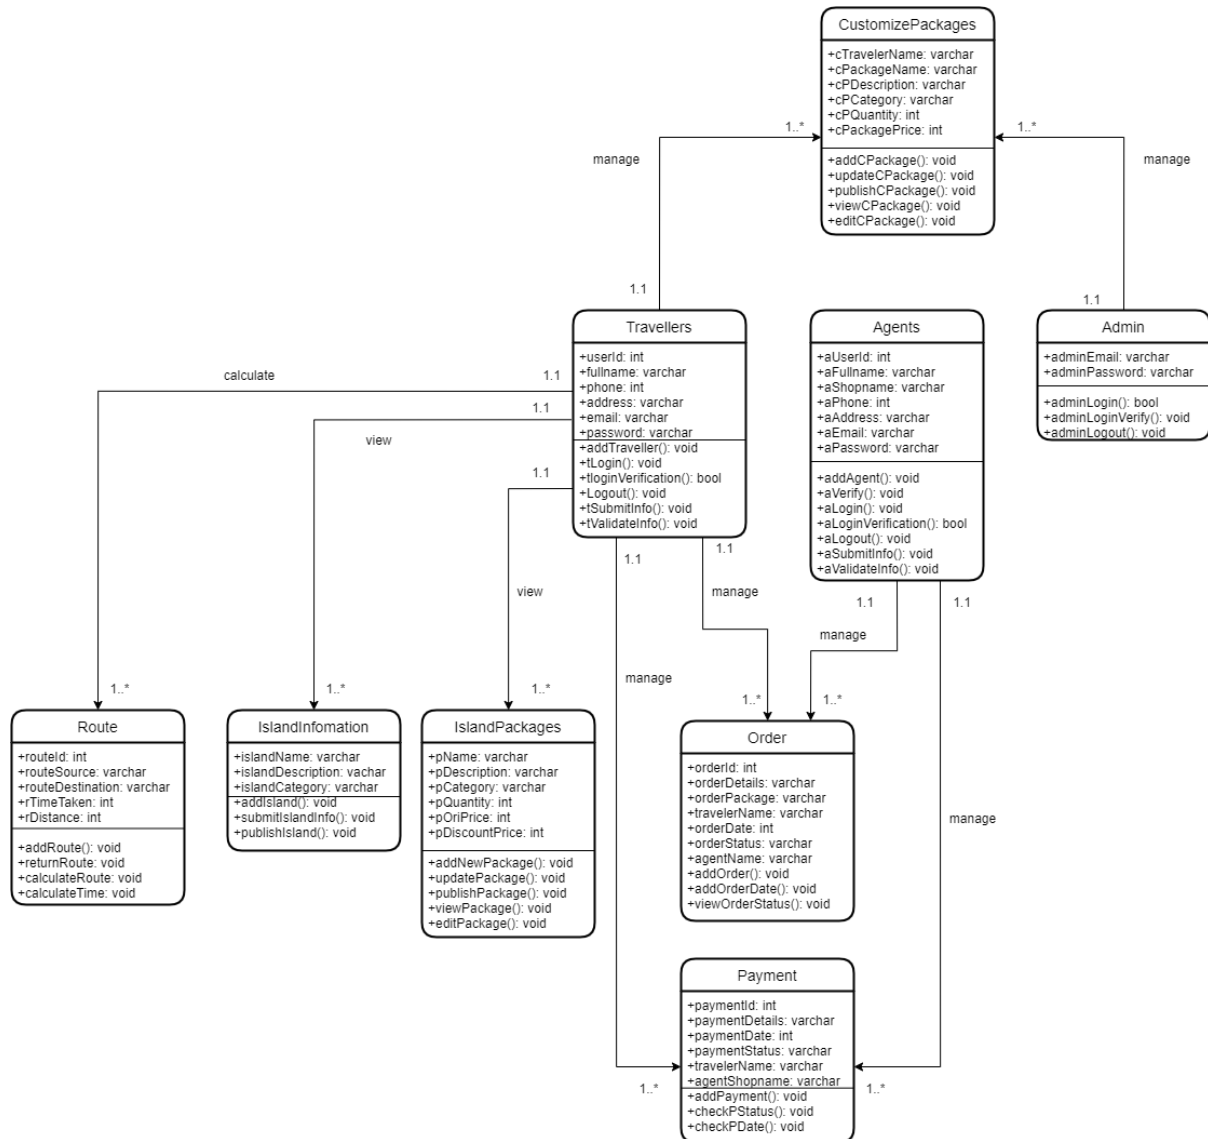 CustomizePackages
+cTravelerName: varchar
+cPackageName: varchar
+cPDescription: varchar
+cPCategory: varchar
+cPQuantity: int
+cPackagePrice: int
+addCPackage(): void
+updateCPackage(): void
+publishCPackage(): void
+viewCPackage(): void
+editCPackage(): void
1..*
1..*
manage
manage
1.1
1.1
Travellers
+userId: int
+fullname: varchar
+phone: int
+address: varchar
+email: varchar
+password: varchar
+addTraveller(): void
+tLogin(): void
+tloginVerification(): bool
+Logout(): void
+tSubmitInfo(): void
+tValidateInfo(): void
Agents
+aUserId: int
+aFullname: varchar
+aShopname: varchar
+aPhone: int
+aAddress: varchar
+aEmail: varchar
+aPassword: varchar
+addAgent(): void
+aVerify(): void
+aLogin(): void
+aLoginVerification(): bool
+aLogout(): void
+aSubmitInfo(): void
+aValidateInfo(): void
Admin
+adminEmail: varchar
+adminPassword: varchar
+adminLogin(): bool
+adminLoginVerify(): void
+adminLogout(): void
calculate
1.1
1.1
view
1.1
1.1
1.1
view
manage
1.1
1.1
manage
manage
manage
1..*
1..*
1..*
1..*
1..*
Route
+routeId: int
+routeSource: varchar
+routeDestination: varchar
+rTimeTaken: int
+rDistance: int
+addRoute(): void
+returnRoute: void
+calculateRoute: void
+calculateTime: void
IslandInfomation
+islandName: varchar
+islandDescription: vachar
+islandCategory: varchar
+addIsland(): void
+submitIslandInfo(): void
+publishIsland(): void
IslandPackages
+pName: varchar
+pDescription: varchar
+pCategory: varchar
+pQuantity: int
+pOriPrice: int
+pDiscountPrice: int
+addNewPackage(): void
+updatePackage(): void
+publishPackage(): void
+viewPackage(): void
+editPackage(): void
Order
+orderId: int
+orderDetails: varchar
+orderPackage: varchar
+travelerName: varchar
+orderDate: int
+orderStatus: varchar
+agentName: varchar
+addOrder(): void
+addOrderDate(): void
+viewOrderStatus(): void
Payment
+paymentId: int
+paymentDetails: varchar
+paymentDate: int
+paymentStatus: varchar
+travelerName: varchar
+agentShopname: varchar
+addPayment(): void
+checkPStatus(): void
+checkPDate(): void
1..*
1..*